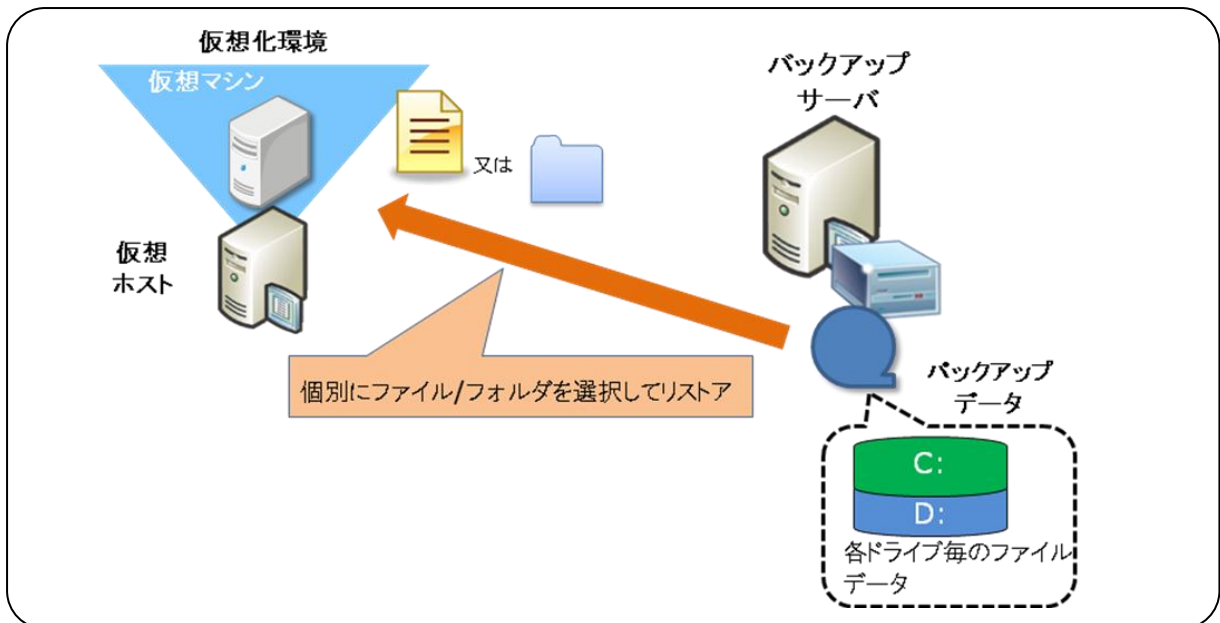 仮想化環境
仮想マシン
又は
仮想
ホスト
バックアップ
サーバ
個別にファイル/フォルダを選択してリストア
バックアップ
データ
C:
D:
各ドライブ毎のファイル
データ